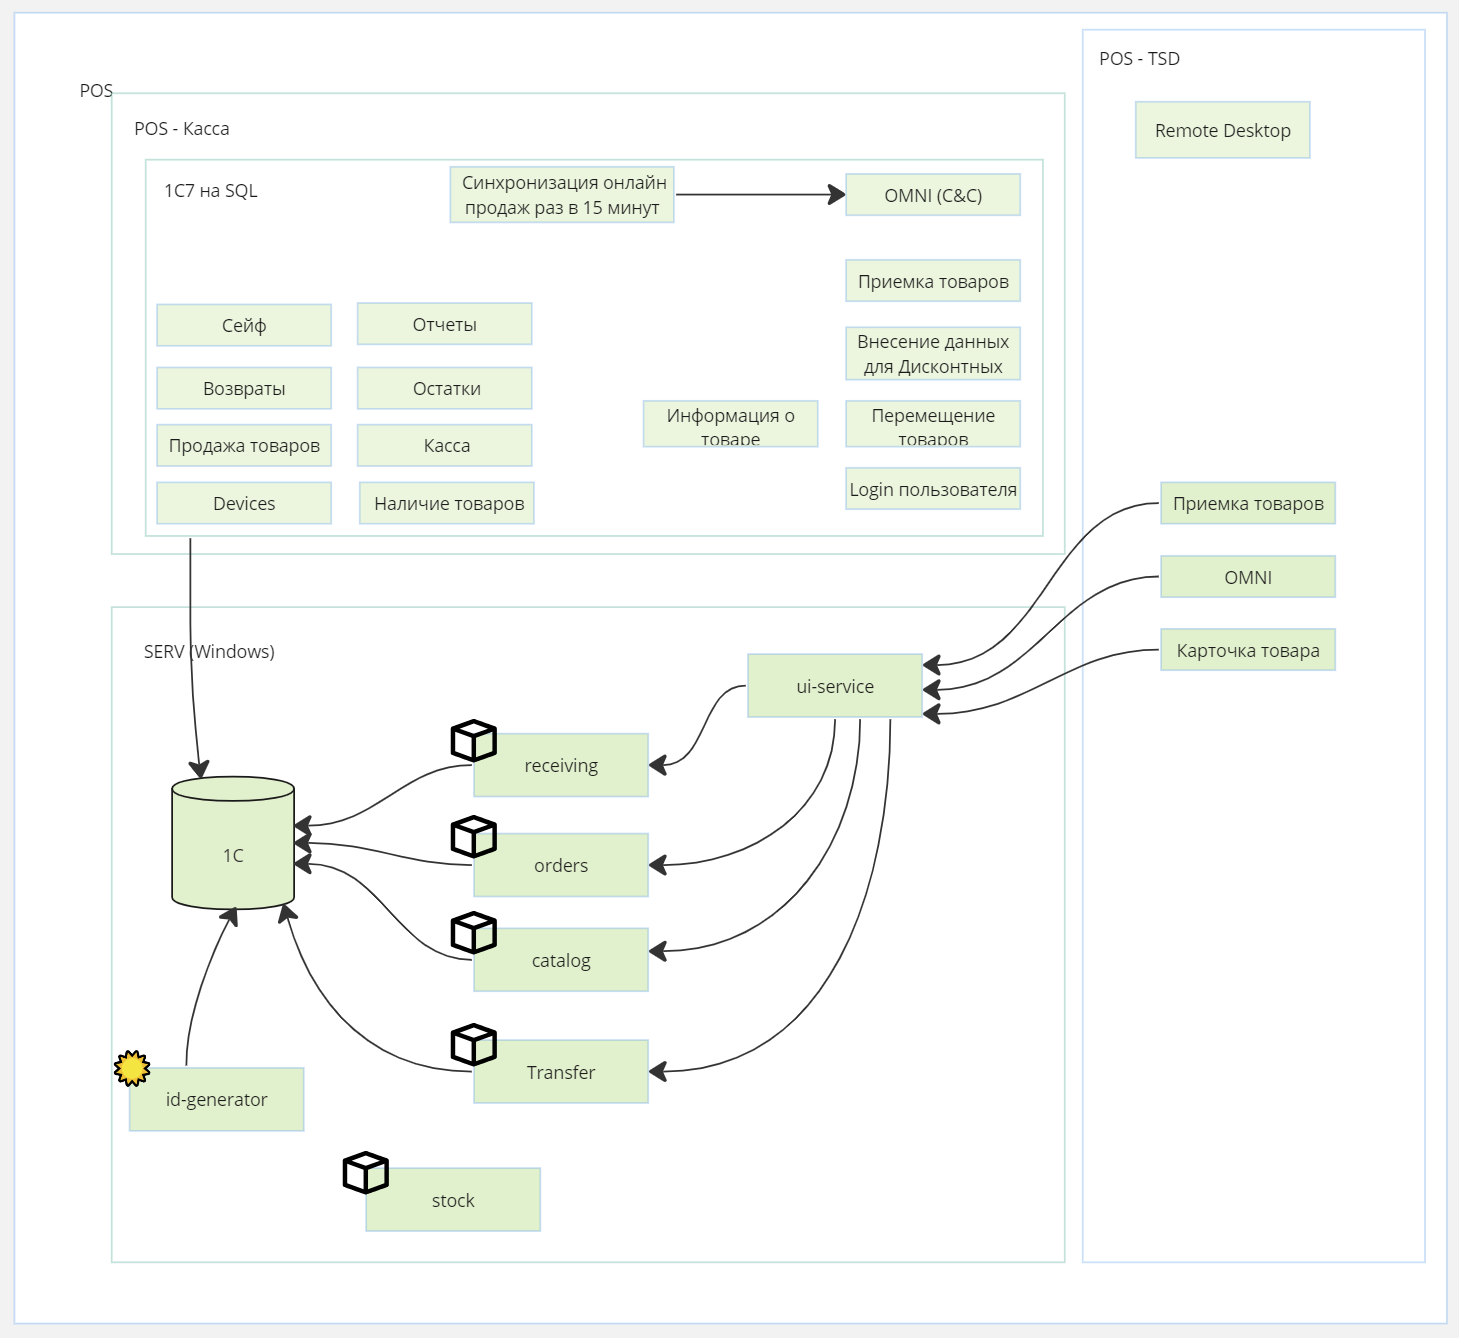 POS - TSD
Remote Desktop
POS
POS - Касса
1С7 на SQL
Синхронизация онлайн
продаж раз в 15 минут
OMNI (C&C)
Приемка товаров
Сейф
Отчеты
Внесение данных
для Дисконтных
Возвраты
Остатки
Информация о
товаре
Перемещение
товаров
Продажа товаров
Касса
Login пользователя
Devices
Наличие товаров
Приемка товаров
OMNI
Карточка товара
SERV (Windows)
ui-service
receiving
1C
orders
catalog
Transfer
id-generator
stock